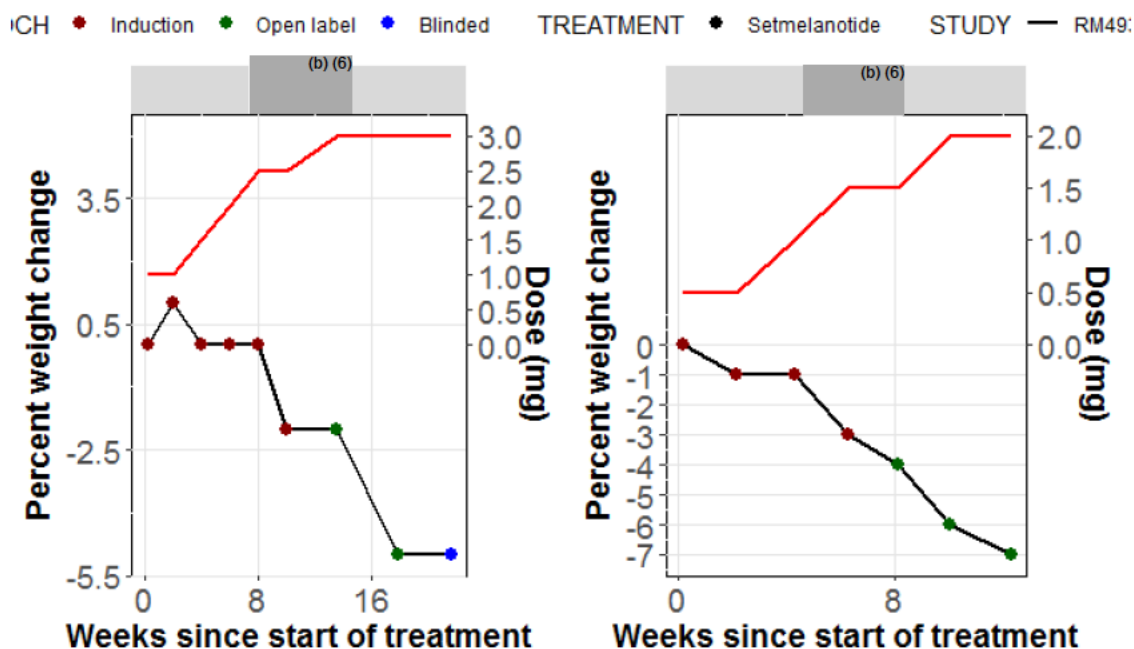 OCH Induction Open label Blinded TREATMENT Setmelanotide STUDY RM493
(b) (6)
Percent weight change
3.5
0.5
-2.5
-5.5
3.0
2.5
2.0
1.5
1.0
0.5
0.0
Dose (mg)
0 8 16
Weeks since start of treatment
(b) (6)
Percent weight change
0
-1
-2
-3
-4
-5
-6
-7
2.0
1.5
1.0
0.5
0.0
Dose (mg)
0 8
Weeks since start of treatment